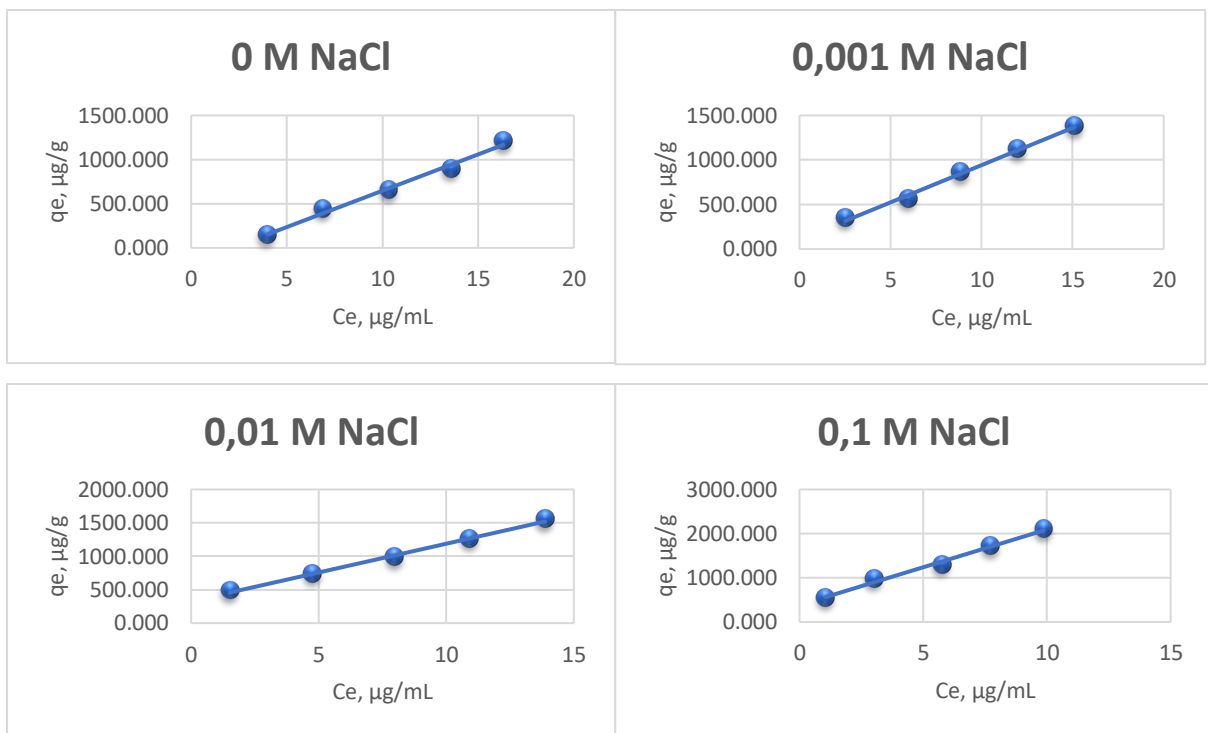 0 M NaCl
qe, µg/g
1500.000
1000.000
500.000
0.000
0 5 10 15 20
Ce, µg/mL
0,001 M NaCl
qe, µg/g
1500.000
1000.000
500.000
0.000
0 5 10 15 20
Ce, µg/mL
0,01 M NaCl
qe, µg/g
2000.000
1500.000
1000.000
500.000
0.000
0 5 10 15
Ce, µg/mL
0,1 M NaCl
qe, µg/g
3000.000
2000.000
1000.000
0.000
0 5 10 15
Ce, µg/mL